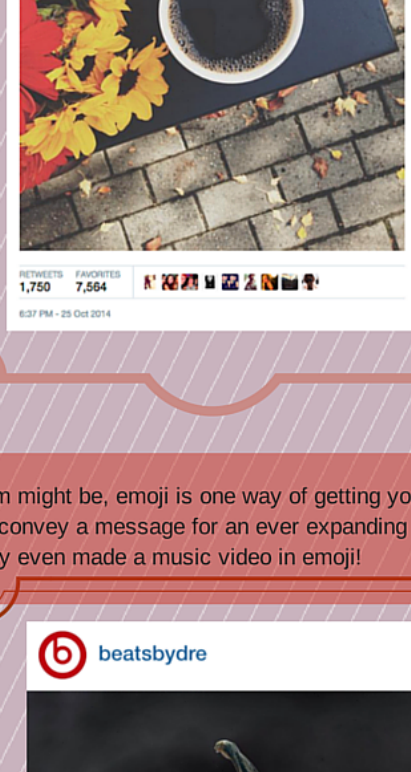 RETWEETS FAVORITES
1,750 7,564
6:37 PM - 25 Oct 2014
m might be, emoji is one way of getting yo
convey a message for an ever expanding
y even made a music video in emoji!
beatsbydre